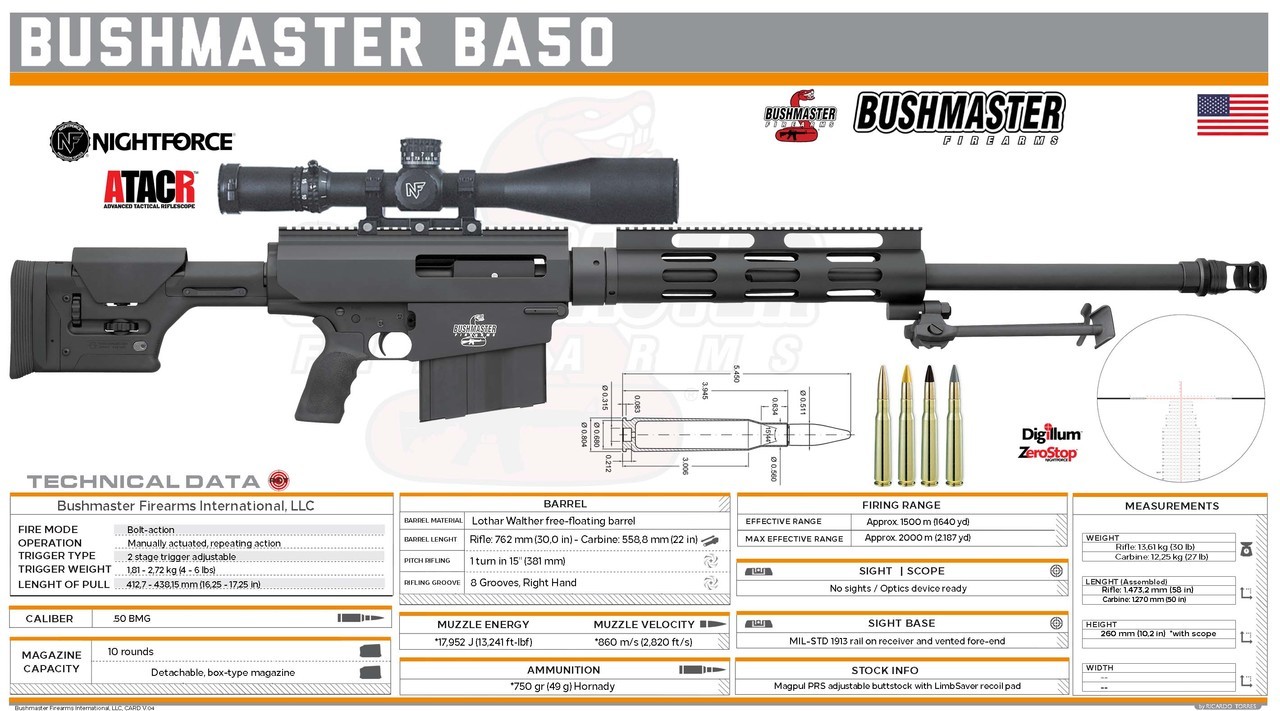 BUSHMASTER BA50
NIGHTFORCE
ATACR™
ADVANCED TACTICAL RIFLESCOPE
BUSHMASTER
FIREARMS
BUSHMASTER
FIREARMS
NF
BUSHMASTER
FIREARMS
5.450
3.945
Ø 0.315
0.083
0.634
Ø 0.511
Ø 0.804
Ø 0.680
0.212
3.006
Ø 0.560
DigIllum
ZeroStop
NIGHTFORCE
TECHNICAL DATA
Bushmaster Firearms International, LLC
FIRE MODE Bolt-action
OPERATION Manually actuated, repeating action
TRIGGER TYPE 2 stage trigger adjustable
TRIGGER WEIGHT 1,81 - 2,72 kg (4 - 6 lbs)
LENGHT OF PULL 412,7 - 438,15 mm (16,25 - 17,25 in)
CALIBER .50 BMG
MAGAZINE CAPACITY
10 rounds
Detachable, box-type magazine
BARREL
BARREL MATERIAL Lothar Walther free-floating barrel
BARREL LENGHT Rifle: 762 mm (30,0 in) - Carbine: 558,8 mm (22 in)
PITCH RIFLING 1 turn in 15" (381 mm)
RIFLING GROOVE 8 Grooves, Right Hand
MUZZLE ENERGY MUZZLE VELOCITY
*17,952 J (13,241 ft-lbf) *860 m/s (2,820 ft/s)
AMMUNITION
*750 gr (49 g) Hornady
FIRING RANGE
EFFECTIVE RANGE Approx. 1500 m (1640 yd)
MAX EFFECTIVE RANGE Approx. 2000 m (2.187 yd)
SIGHT | SCOPE
No sights / Optics device ready
SIGHT BASE
MIL-STD 1913 rail on receiver and vented fore-end
STOCK INFO
Magpul PRS adjustable buttstock with LimbSaver recoil pad
MEASUREMENTS
WEIGHT
Rifle: 13,61 kg (30 lb)
Carbine: 12,25 kg (27 lb)
LENGHT (Assembled)
Rifle: 1.473,2 mm (58 in)
Carbine: 1270 mm (50 in)
HEIGHT
260 mm (10,2 in) *with scope
WIDTH
--
--
Bushmaster Firearms International, LLC, CARD V.04
by RICARDO TORRES